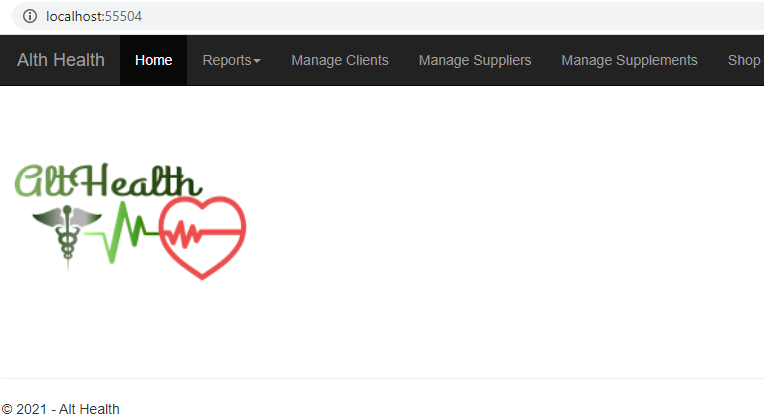 localhost:55504
Alth Health Home Reports Manage Clients Manage Suppliers Manage Supplements Shop
AltHealth
© 2021 - Alt Health